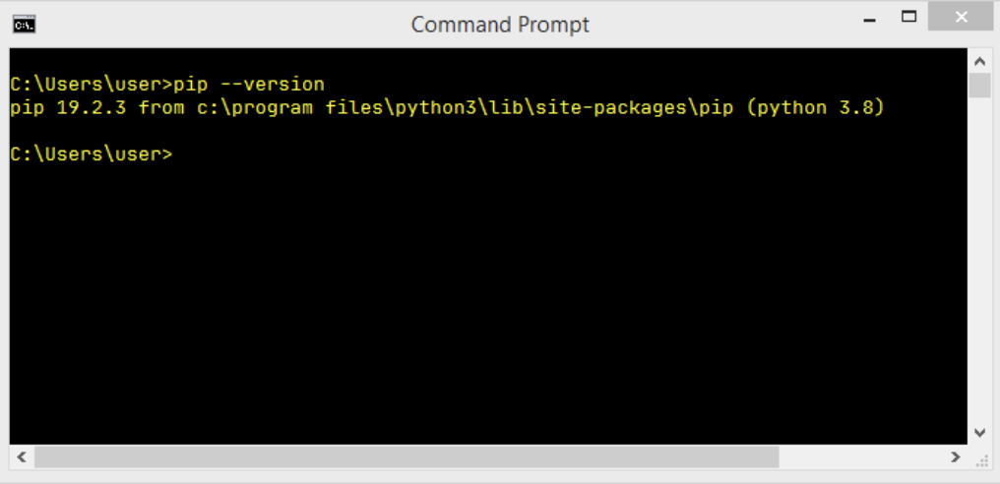 Command Prompt
C:\Users\user>pip --version
pip 19.2.3 from c:\program files\python3\lib\site-packages\pip (python 3.8)
C:\Users\user>